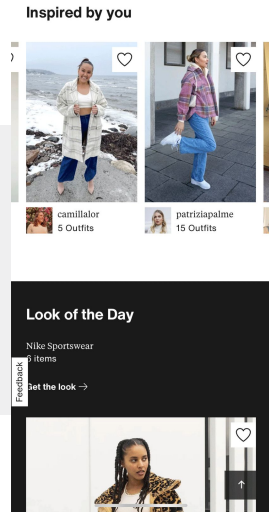 Inspired by you
camillalor
5 Outfits
patriziapalme
15 Outfits
Look of the Day
Nike Sportswear
6 items
Get the look
Feedback